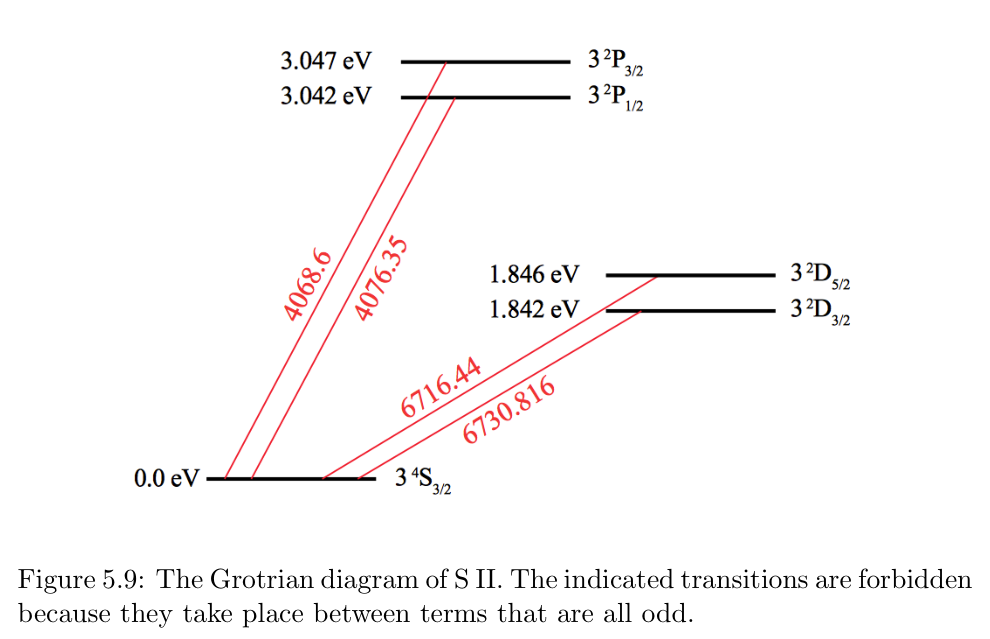 3.047 eV 3 ²P₃/₂
3.042 eV 3 ²P₁/₂
4068.6
4076.35
1.846 eV 3 ²D₅/₂
1.842 eV 3 ²D₃/₂
6716.44
6730.816
0.0 eV 3 ⁴S₃/₂
Figure 5.9: The Grotrian diagram of S II. The indicated transitions are forbidden
because they take place between terms that are all odd.